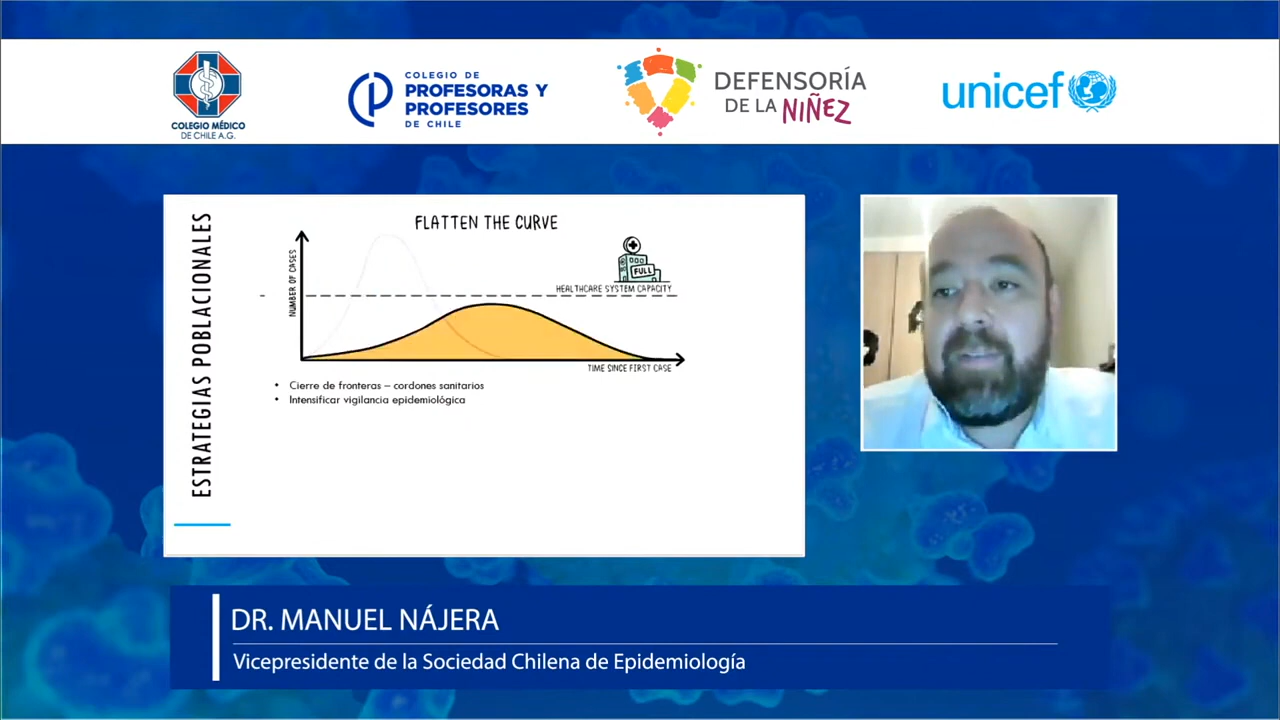 COLEGIO MÉDICO
DE CHILE A.G.
COLEGIO DE
PROFESORAS Y
PROFESORES
DE CHILE
DEFENSORÍA
DE LA NIÑEZ
unicef
ESTRATEGIAS POBLACIONALES
FLATTEN THE CURVE
NUMBER OF CASES
FULL
HEALTHCARE SYSTEM CAPACITY
TIME SINCE FIRST CASE
• Cierre de fronteras – cordones sanitarios
• Intensificar vigilancia epidemiológica
DR. MANUEL NÁJERA
Vicepresidente de la Sociedad Chilena de Epidemiología